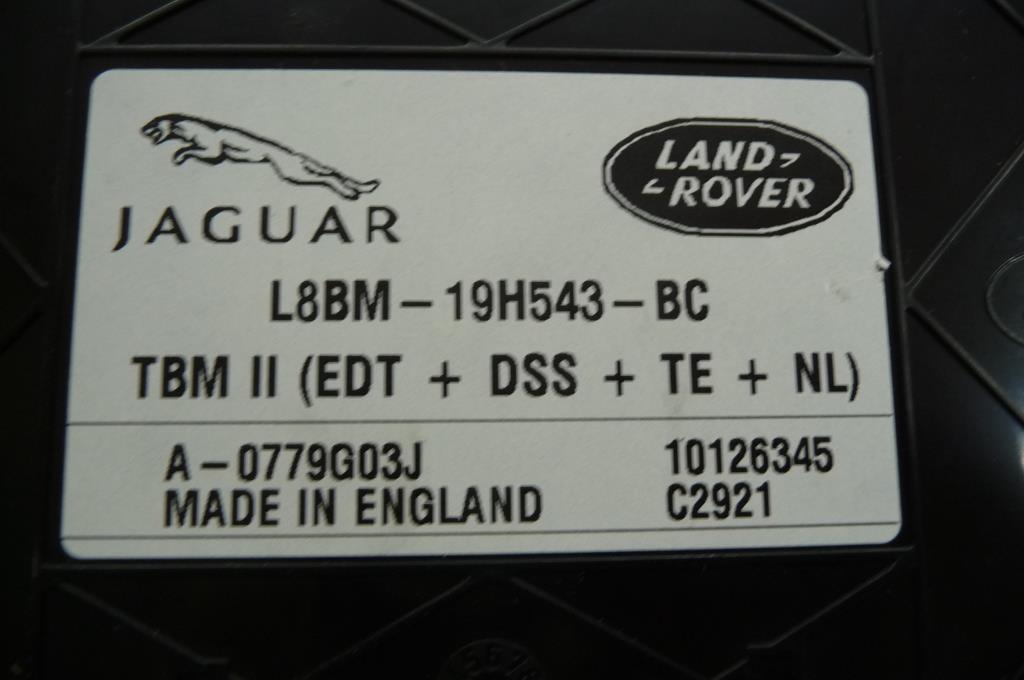 JAGUAR
LAND
ROVER
L8BM-19H543-BC
TBM II (EDT + DSS + TE + NL)
A-0779G03J 10126345
MADE IN ENGLAND C2921